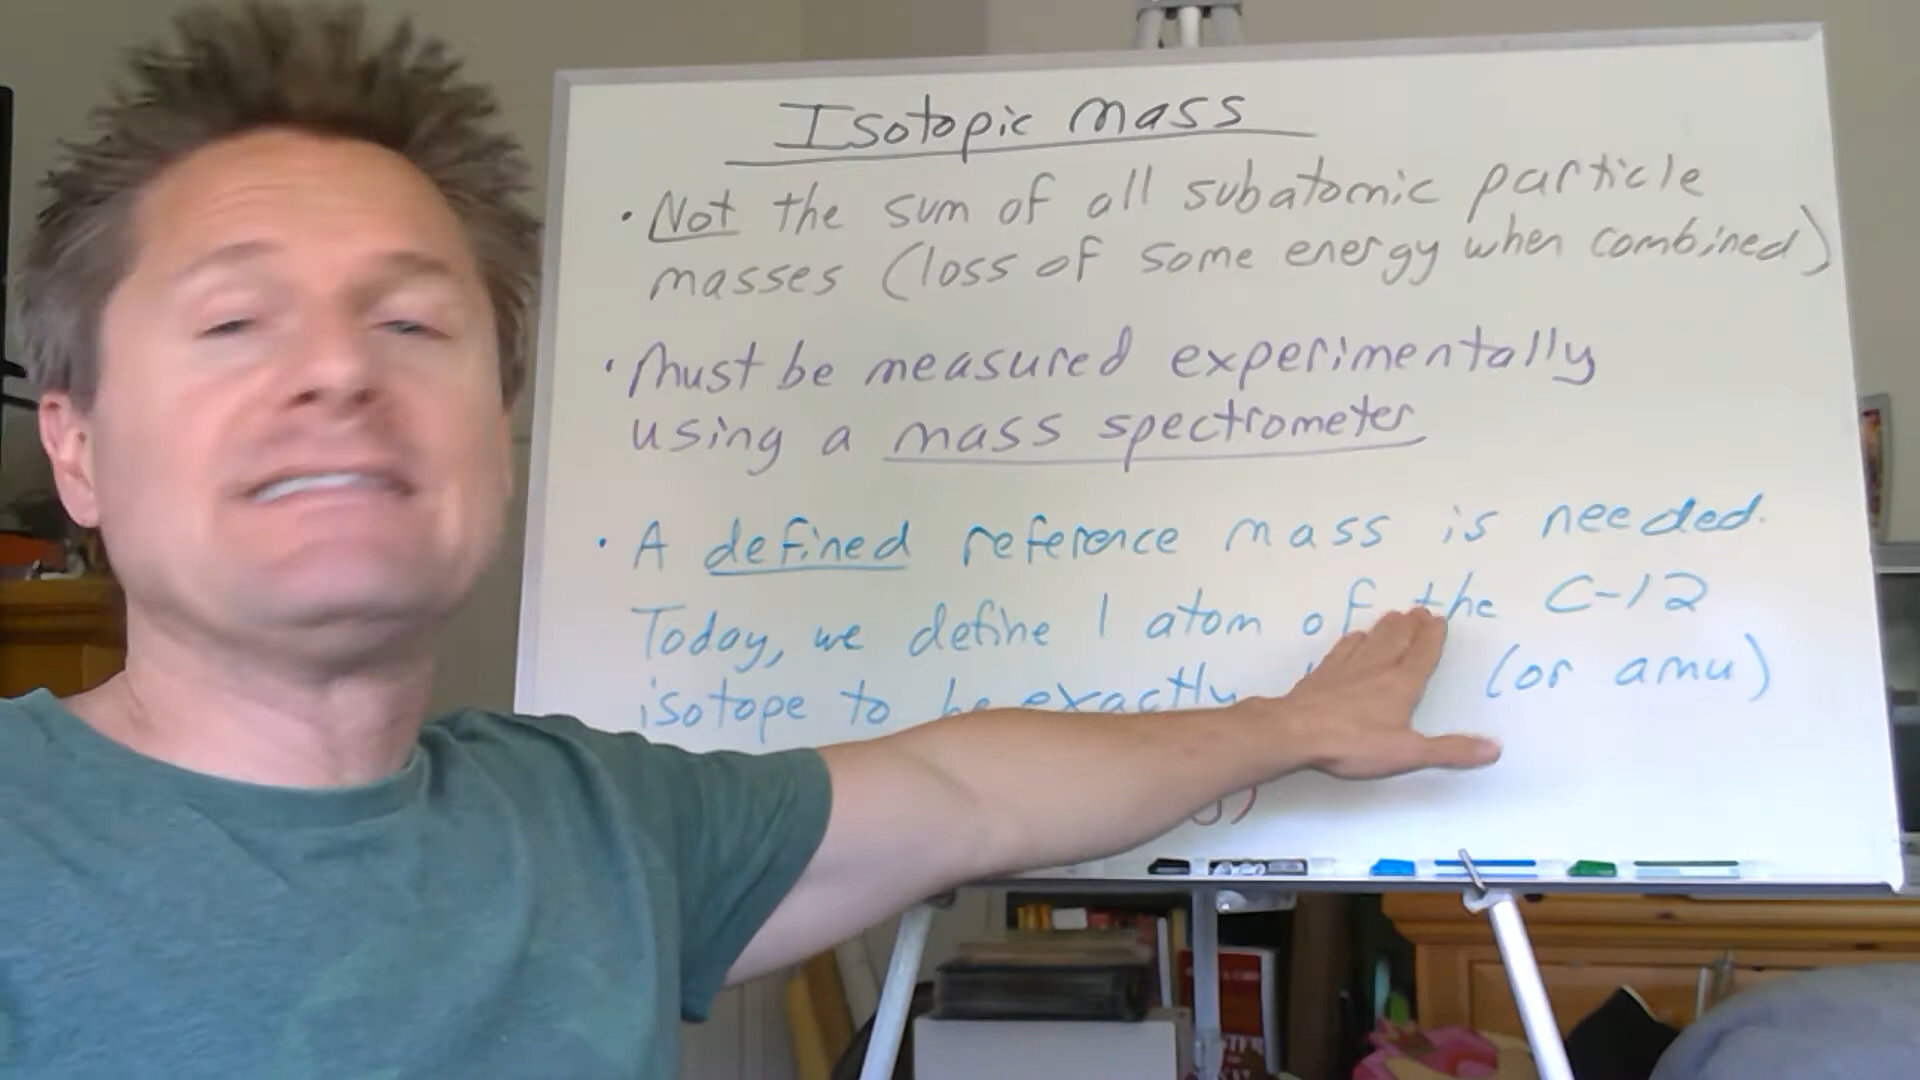 Isotopic Mass
• Not the sum of all subatomic particle
masses (loss of some energy when combined)
• Must be measured experimentally
using a mass spectrometer
• A defined reference mass is needed.
Today, we define 1 atom of the C-12
isotope to be exactly (or amu)